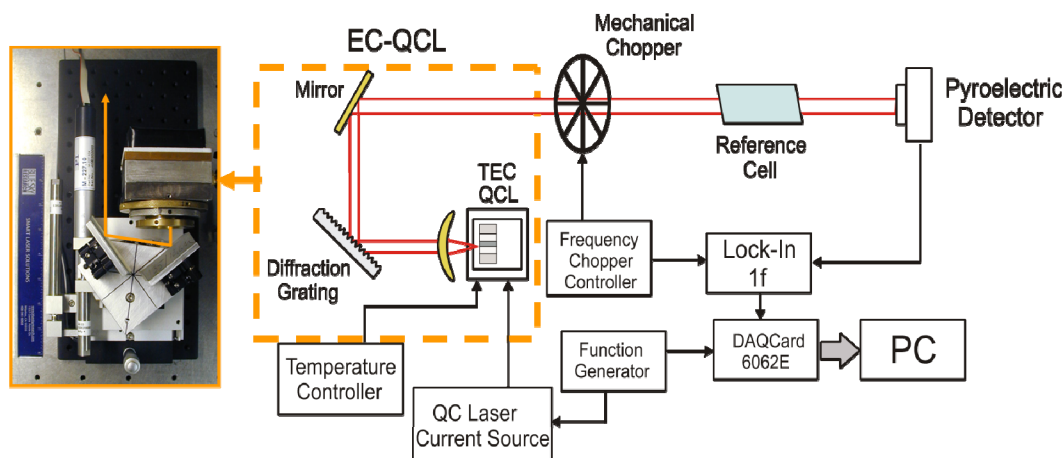 EC-QCL
Mechanical
Chopper
Mirror
Pyroelectric
Detector
Reference
Cell
TEC
QCL
Diffraction
Grating
Frequency
Chopper
Controller
Lock-In
1f
Temperature
Controller
Function
Generator
DAQCard
6062E
PC
QC Laser
Current Source